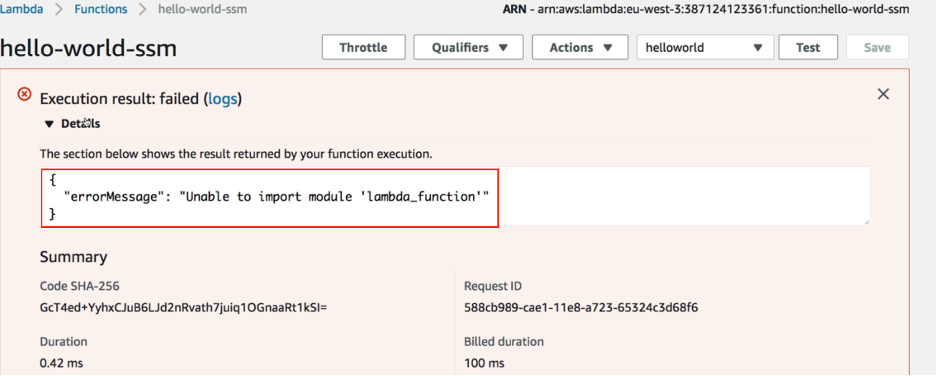 Lambda > Functions > hello-world-ssm ARN - arn:aws:lambda:eu-west-3:387124123361:function:hello-world-ssm
hello-world-ssm Throttle Qualifiers Actions helloworld Test Save
Execution result: failed (logs)
Details
The section below shows the result returned by your function execution.
{
"errorMessage": "Unable to import module 'lambda_function'"
}
Summary
Code SHA-256 Request ID
GcT4ed+YyhxCJuB6LJd2nRvath7juiq1OGnaaRt1kSI= 588cb989-cae1-11e8-a723-65324c3d68f6
Duration Billed duration
0.42 ms 100 ms